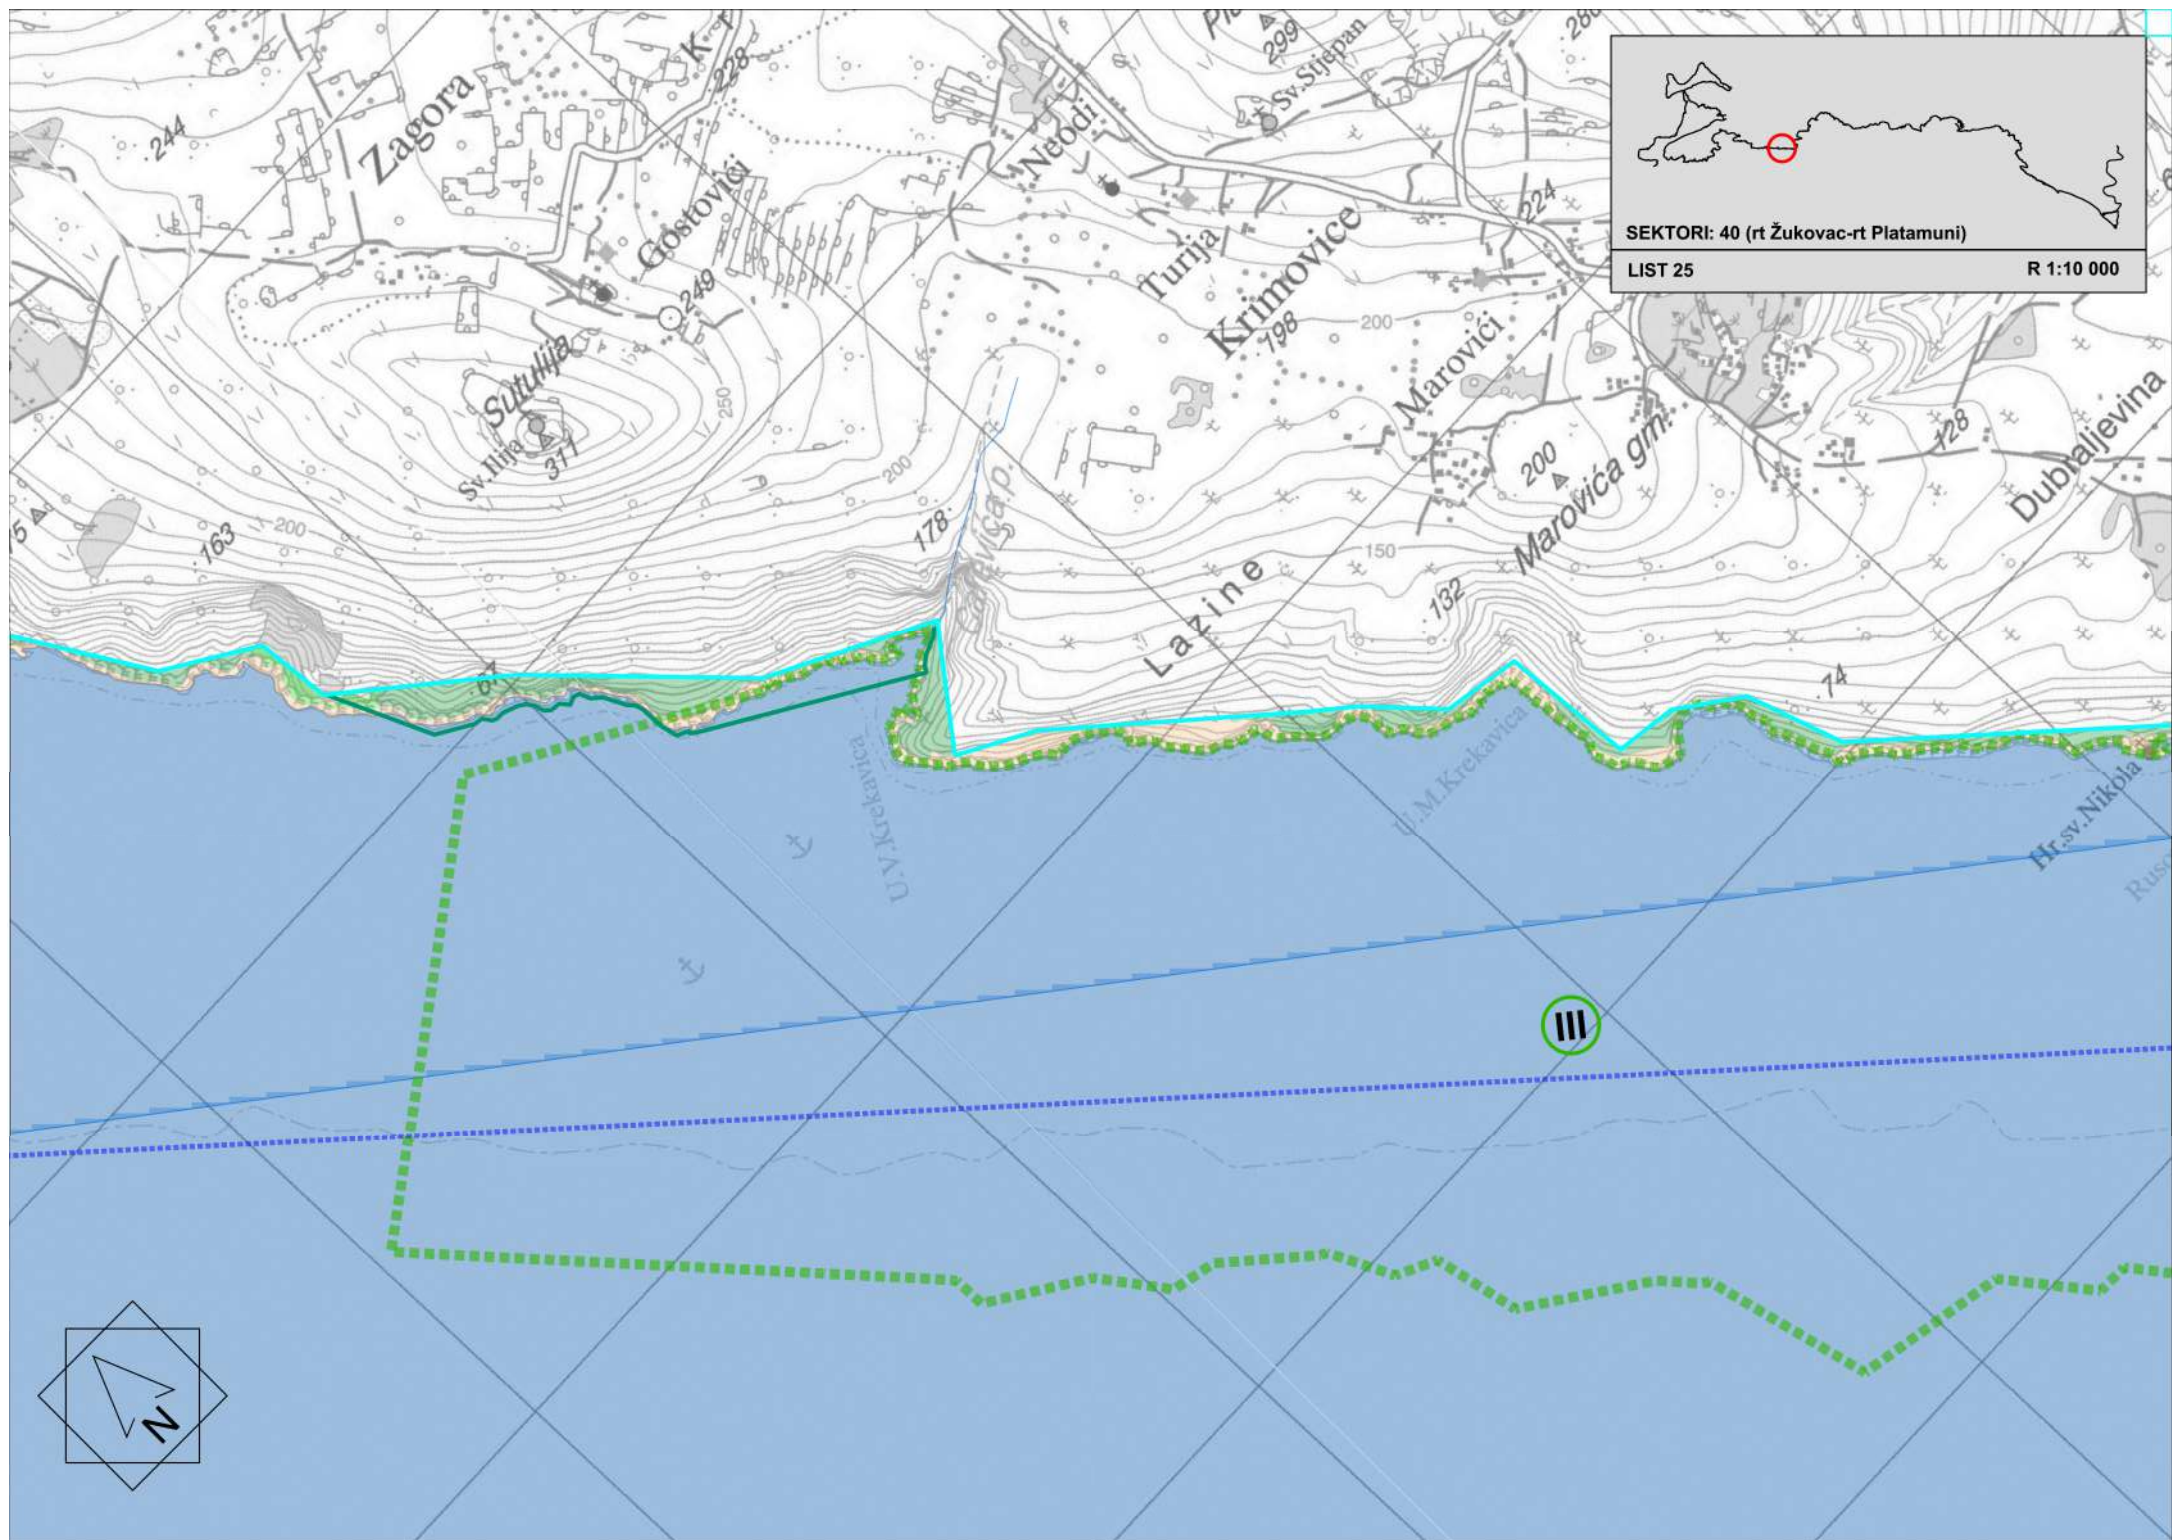 299
Sv.Stjepan
228
244
Zagora
Neodi
Gostovići
249
Turija
Krimovice
198
224
200
SEKTORI: 40 (rt Žukovac-rt Platamuni)
LIST 25 R 1:10 000
Marovići
Sutulija
Sv.Ilija
311
250
200
178
163
200
200
Marovića gm.
128
Dubraljevina
150
132
Lazine
67
74
U.V.Krekavica
U.M.Krekavica
Hr.sv.Nikola
III
N